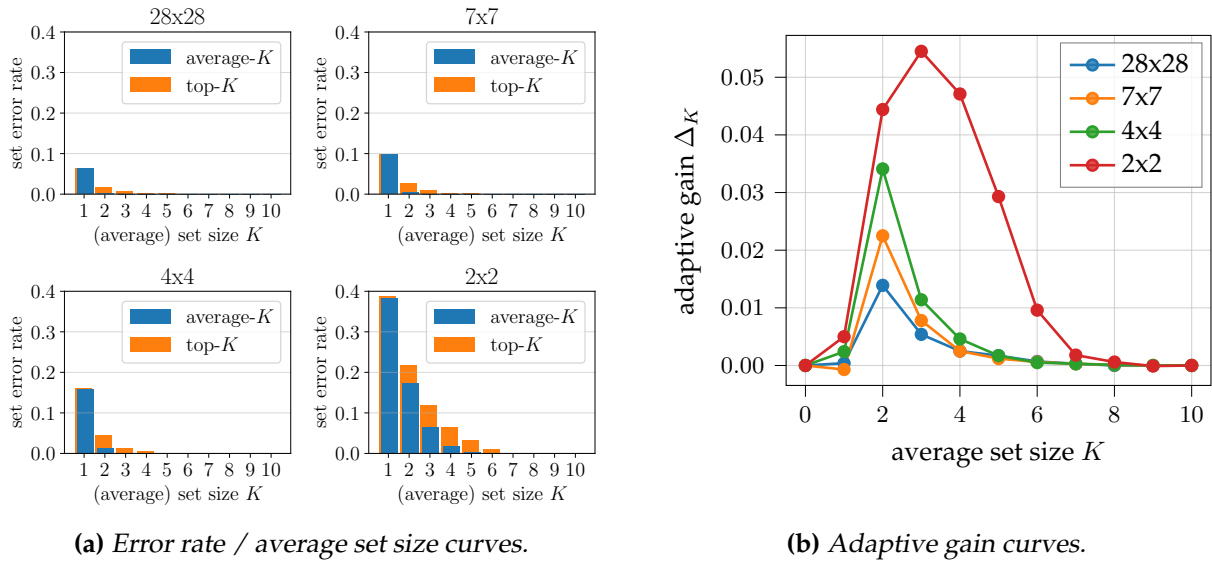 28x28
0.4
0.3
0.2
0.1
0.0
set error rate
average-K
top-K
1 2 3 4 5 6 7 8 9 10
(average) set size K
7x7
0.4
0.3
0.2
0.1
0.0
set error rate
average-K
top-K
1 2 3 4 5 6 7 8 9 10
(average) set size K
4x4
0.4
0.3
0.2
0.1
0.0
set error rate
average-K
top-K
1 2 3 4 5 6 7 8 9 10
(average) set size K
2x2
0.4
0.3
0.2
0.1
0.0
set error rate
average-K
top-K
1 2 3 4 5 6 7 8 9 10
(average) set size K
(a) Error rate / average set size curves.
0.05
0.04
0.03
0.02
0.01
0.00
adaptive gain Δ_K
28x28
7x7
4x4
2x2
0 2 4 6 8 10
average set size K
(b) Adaptive gain curves.